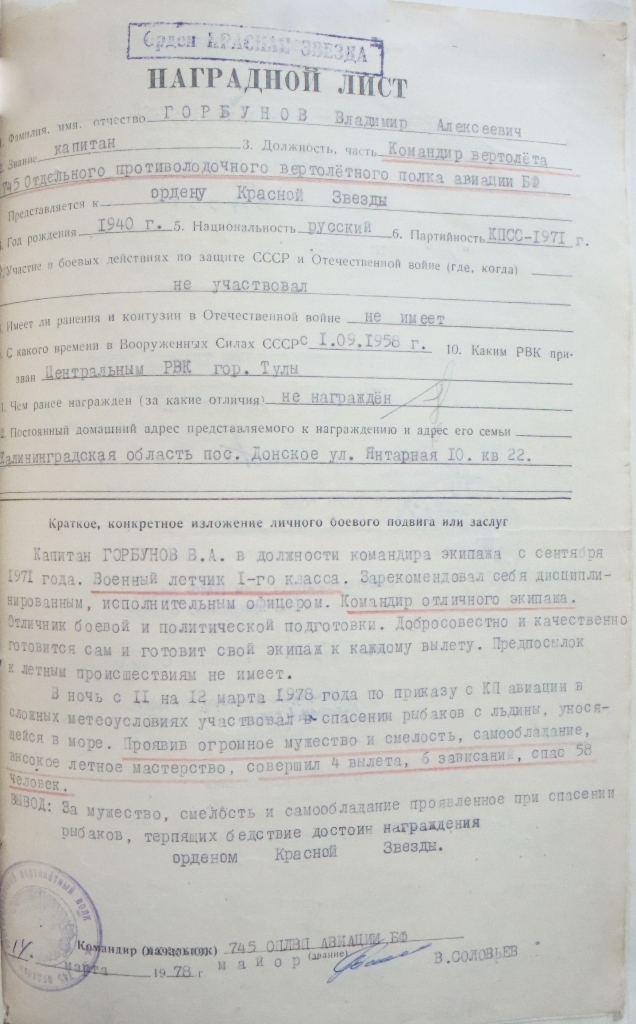 Орден КРАСНАЯ ЗВЕЗДА
НАГРАДНОЙ ЛИСТ
1. Фамилия, имя, отчество ГОРБУНОВ Владимир Алексеевич
2. Звание капитан 3. Должность, часть Командир вертолёта
745 Отдельного противолодочного вертолётного полка авиации БФ
Представляется к ордену Красной Звезды
4. Год рождения 1940 г. 5. Национальность русский 6. Партийность КПСС-1971 г.
7. Участие в боевых действиях по защите СССР и Отечественной войне (где, когда)
не участвовал
8. Имеет ли ранения и контузии в Отечественной войне не имеет
9. С какого времени в Вооруженных Силах СССР с 1.09.1958 г. 10. Каким РВК при-
зван Центральным РВК гор. Тулы
11. Чем ранее награжден (за какие отличия) не награждён
12. Постоянный домашний адрес представляемого к награждению и адрес его семьи
Калининградская область пос. Донское ул. Янтарная 10. кв 22.
Краткое, конкретное изложение личного боевого подвига или заслуг
Капитан ГОРБУНОВ В.А. в должности командира экипажа с сентября
1971 года. Военный летчик 1-го класса. Зарекомендовал себя дисципли-
нированным, исполнительным офицером. Командир отличного экипажа.
Отличник боевой и политической подготовки. Добросовестно и качественно
готовится сам и готовит свой экипаж к каждому вылету. Предпосылок
к летным происшествиям не имеет.
В ночь с 11 на 12 марта 1978 года по приказу с КП авиации в
сложных метеоусловиях участвовал в спасении рыбаков с льдины, унося-
щейся в море. Проявив огромное мужество и смелость, самообладание,
высокое летное мастерство, совершил 4 вылета, 6 зависаний, спас 58
человек.
ВЫВОД: За мужество, смелость и самообладание проявленное при спасении
рыбаков, терпящих бедствие достоин награждения
орденом Красной Звезды.
Командир (начальник) 745 ОПЛВП АВИАЦИИ БФ
майор (звание) В.СОЛОВЬЕВ
14 марта 1978 г